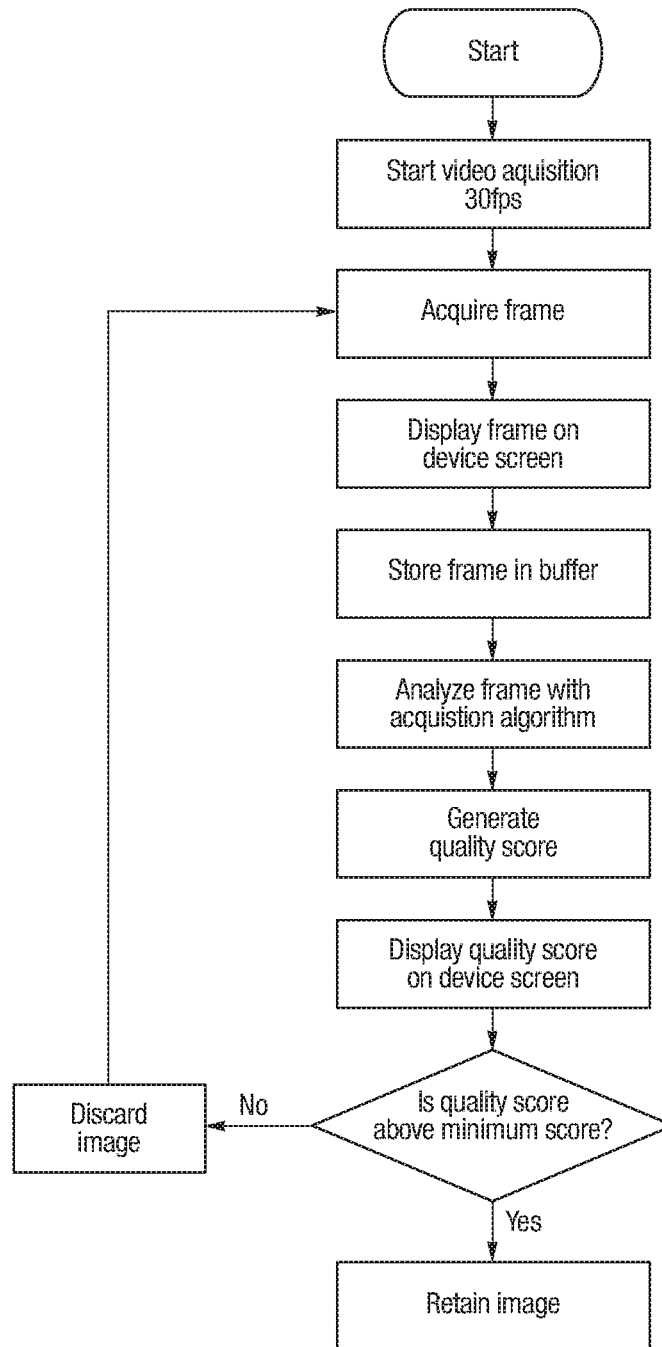 Start
Start video aquisition
30fps
Acquire frame
Display frame on
device screen
Store frame in buffer
Analyze frame with
acquistion algorithm
Generate
quality score
Display quality score
on device screen
Is quality score
above minimum score?
No
Discard
image
Yes
Retain image